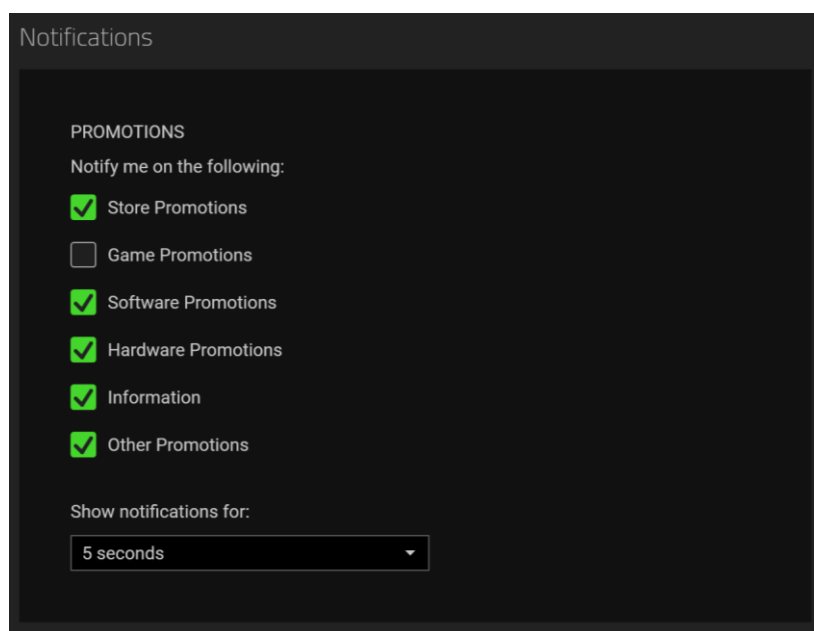 Notifications
PROMOTIONS
Notify me on the following:
Store Promotions
Game Promotions
Software Promotions
Hardware Promotions
Information
Other Promotions
Show notifications for:
5 seconds